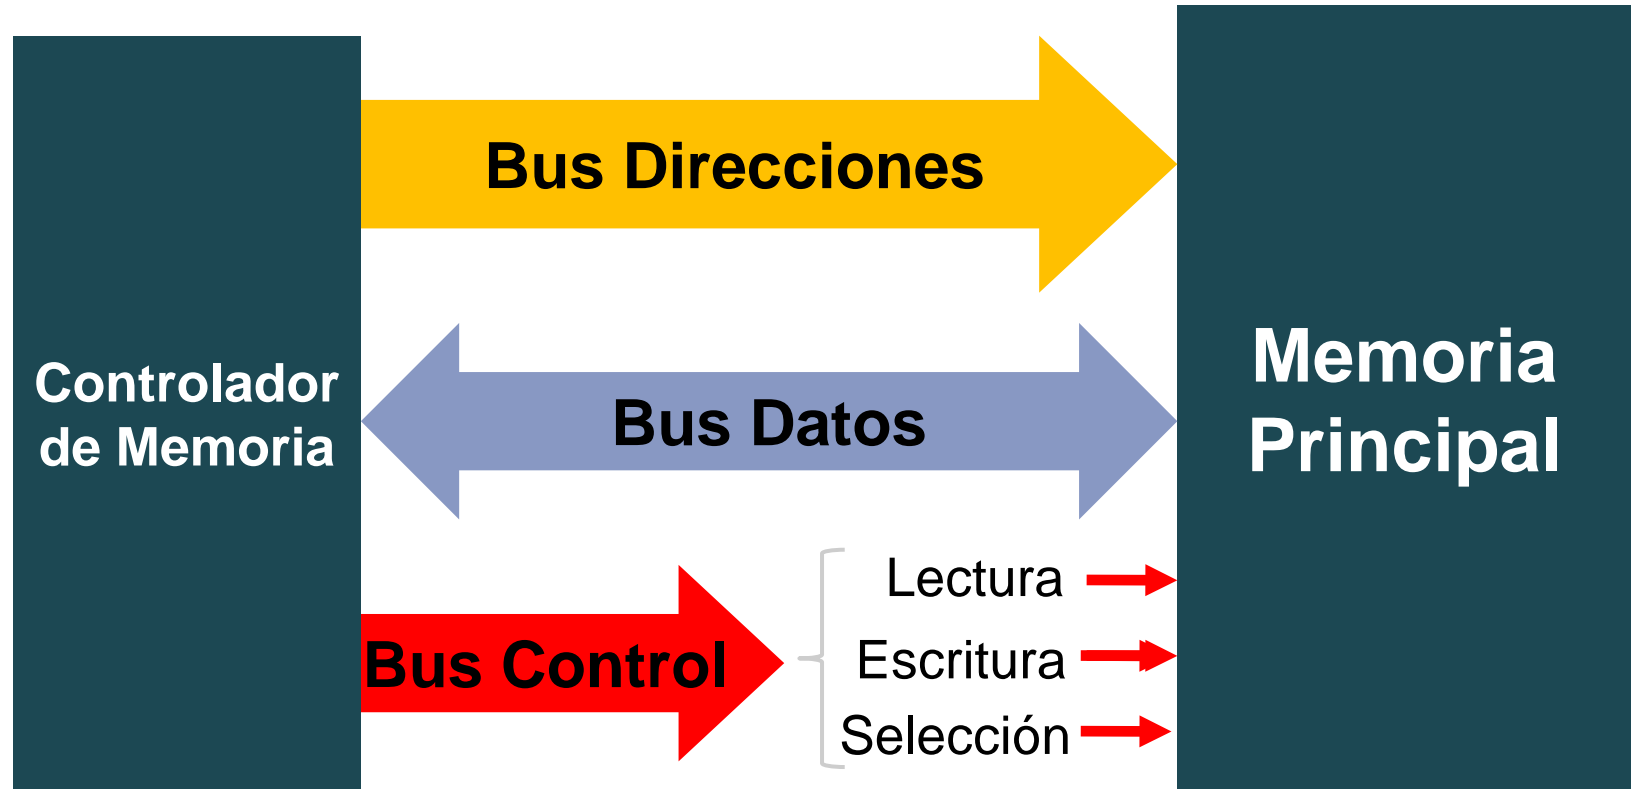 Bus Direcciones
Controlador
de Memoria
Bus Datos
Memoria
Principal
Bus Control
Lectura
Escritura
Selección